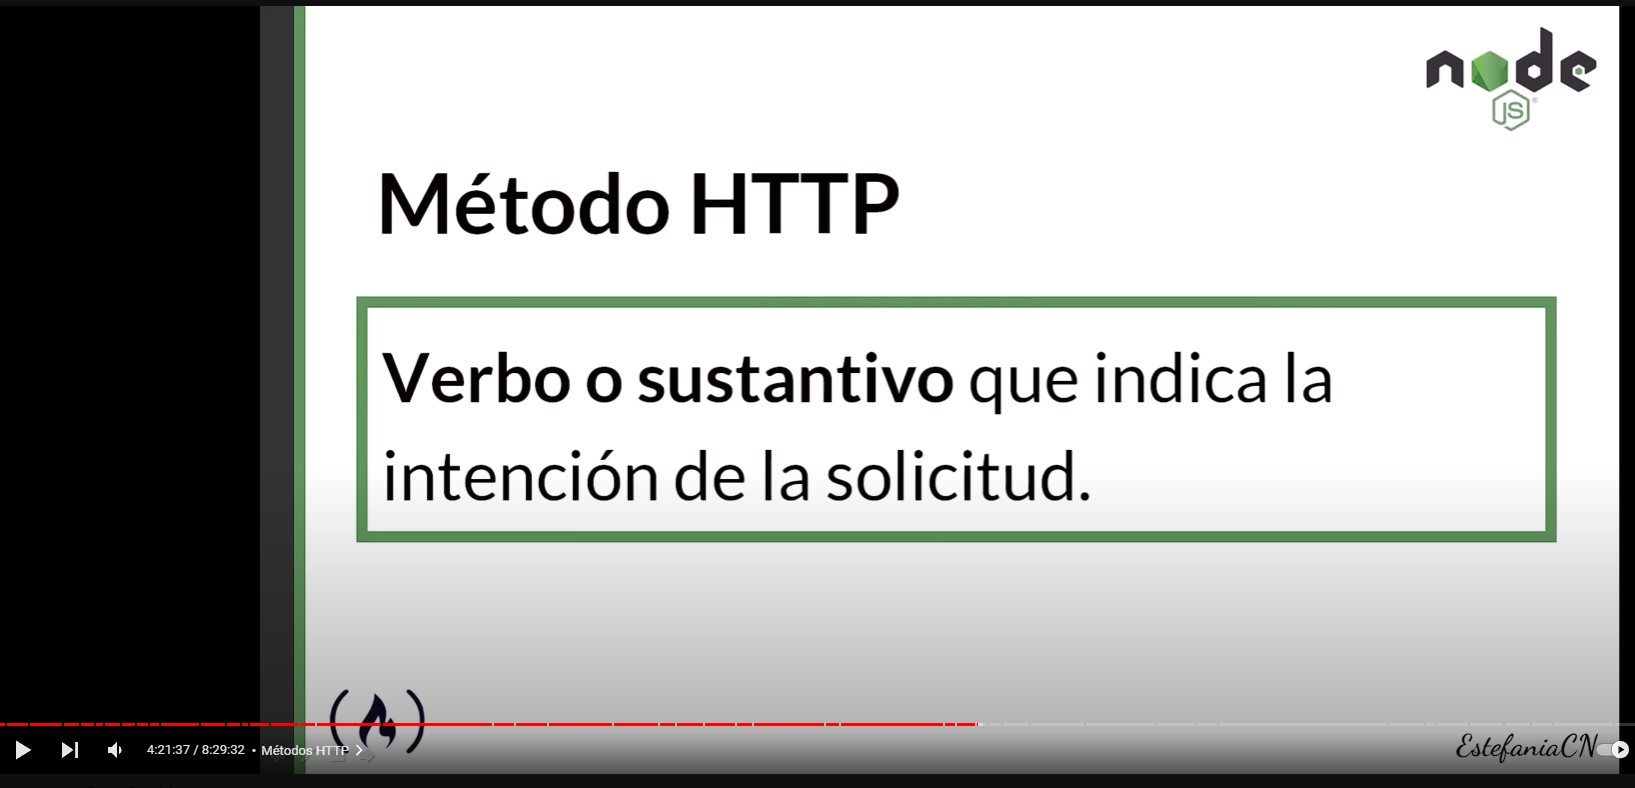 node
JS
Método HTTP
Verbo o sustantivo que indica la
intención de la solicitud.
4:21:37 / 8:29:32 • Métodos HTTP
EstefaniaCN